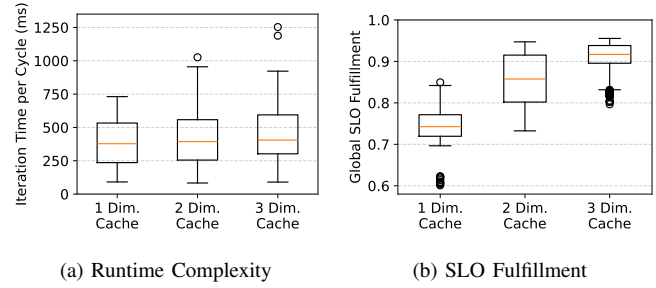 Iteration Time per Cycle (ms)
1250
1000
750
500
250
0
1 Dim.
Cache
2 Dim.
Cache
3 Dim.
Cache
(a) Runtime Complexity
Global SLO Fulfillment
1.0
0.9
0.8
0.7
0.6
1 Dim.
Cache
2 Dim.
Cache
3 Dim.
Cache
(b) SLO Fulfillment